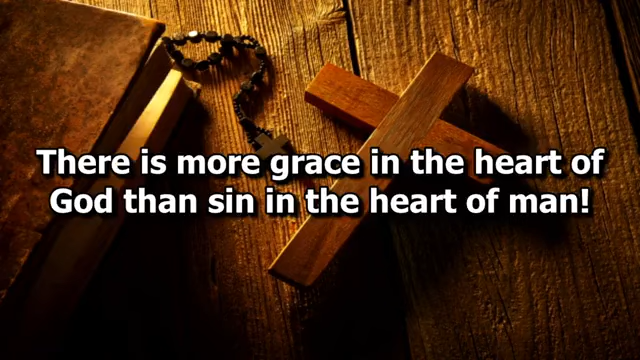 There is more grace in the heart of
God than sin in the heart of man!